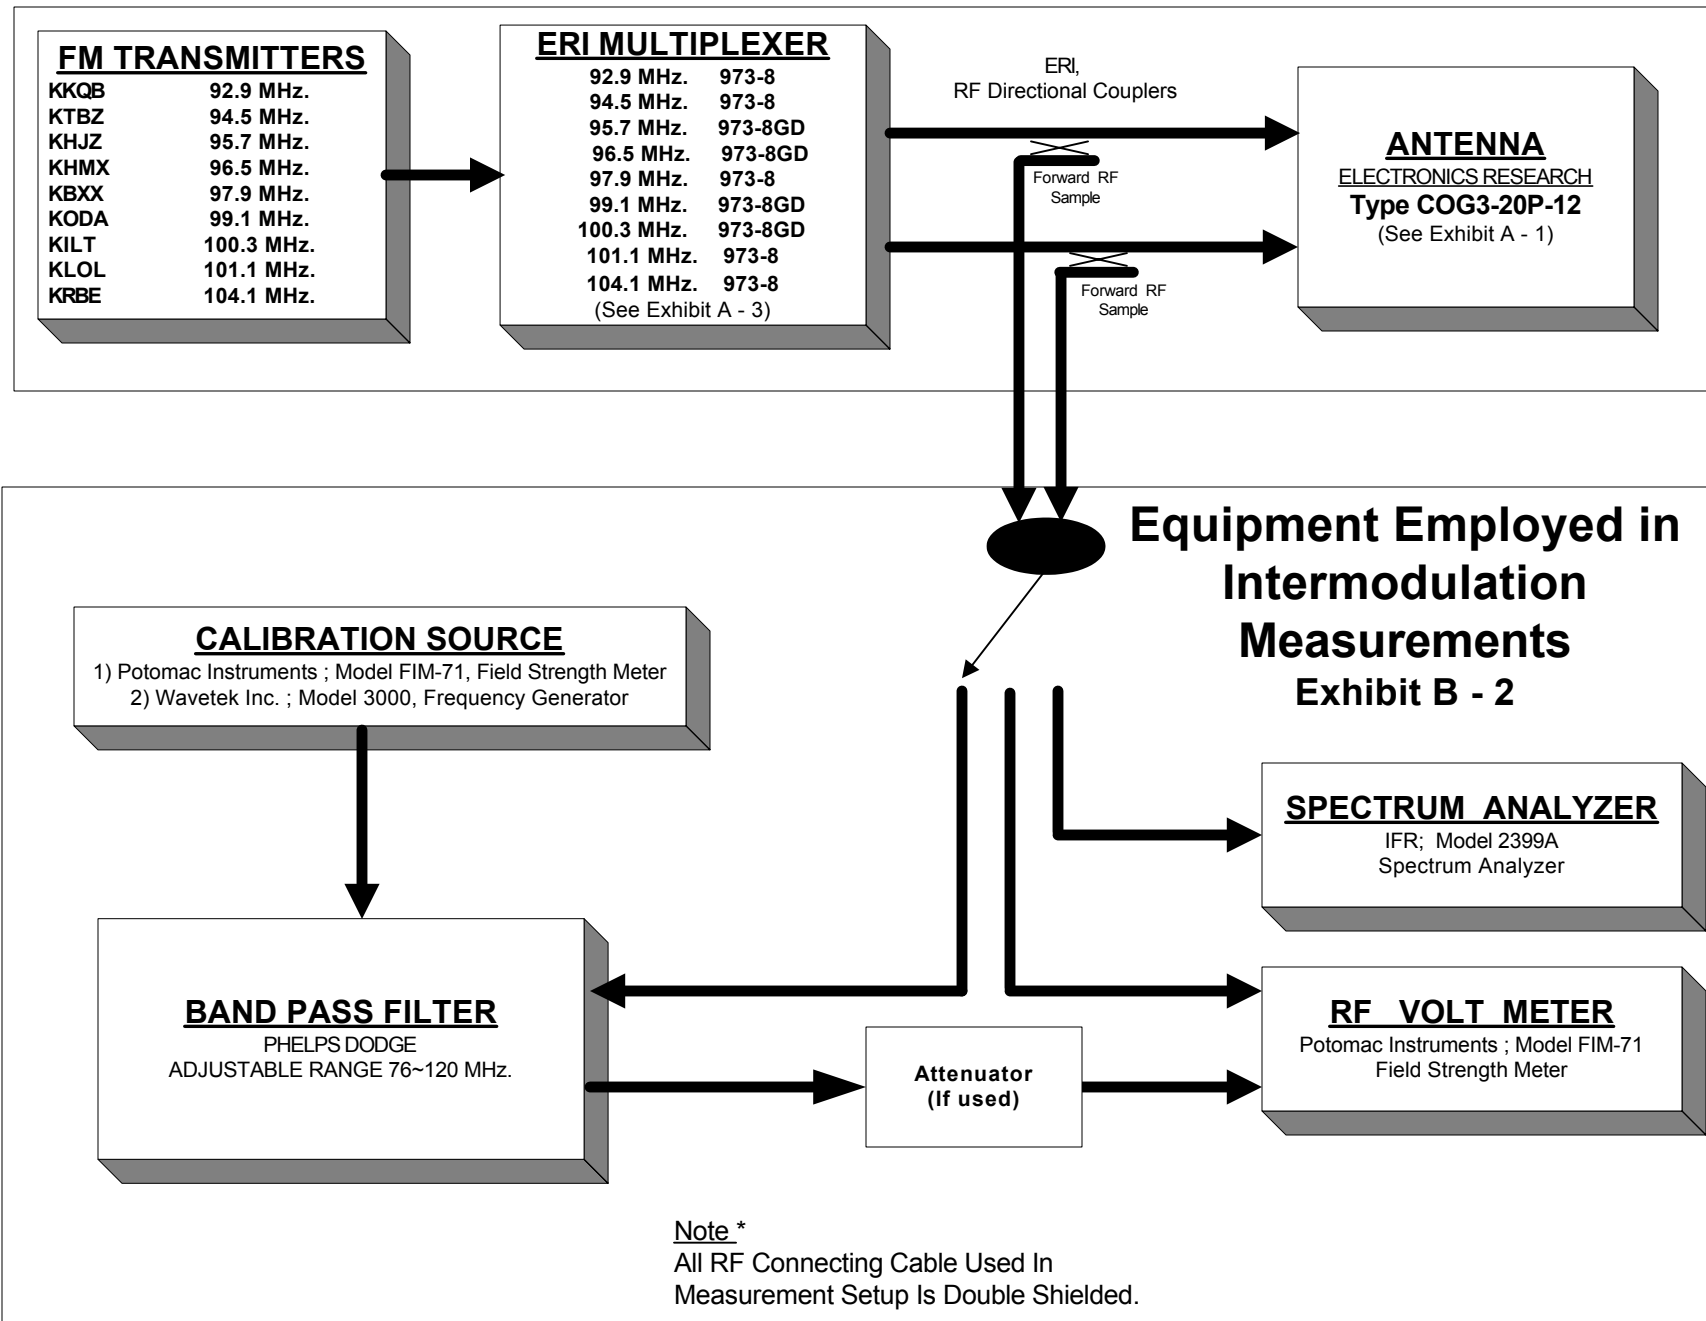 FM TRANSMITTERS
KKQB 92.9 MHz.
KTBZ 94.5 MHz.
KHJZ 95.7 MHz.
KHMX 96.5 MHz.
KBXX 97.9 MHz.
KODA 99.1 MHz.
KILT 100.3 MHz.
KLOL 101.1 MHz.
KRBE 104.1 MHz.
ERI MULTIPLEXER
92.9 MHz. 973-8
94.5 MHz. 973-8
95.7 MHz. 973-8GD
96.5 MHz. 973-8GD
97.9 MHz. 973-8
99.1 MHz. 973-8GD
100.3 MHz. 973-8GD
101.1 MHz. 973-8
104.1 MHz. 973-8
(See Exhibit A - 3)
ERI,
RF Directional Couplers
Forward RF
Sample
Forward RF
Sample
ANTENNA
ELECTRONICS RESEARCH
Type COG3-20P-12
(See Exhibit A - 1)
Equipment Employed in
Intermodulation
Measurements
Exhibit B - 2
CALIBRATION SOURCE
1) Potomac Instruments ; Model FIM-71, Field Strength Meter
2) Wavetek Inc. ; Model 3000, Frequency Generator
SPECTRUM ANALYZER
IFR; Model 2399A
Spectrum Analyzer
BAND PASS FILTER
PHELPS DODGE
ADJUSTABLE RANGE 76~120 MHz.
Attenuator
(If used)
RF VOLT METER
Potomac Instruments ; Model FIM-71
Field Strength Meter
Note *
All RF Connecting Cable Used In
Measurement Setup Is Double Shielded.